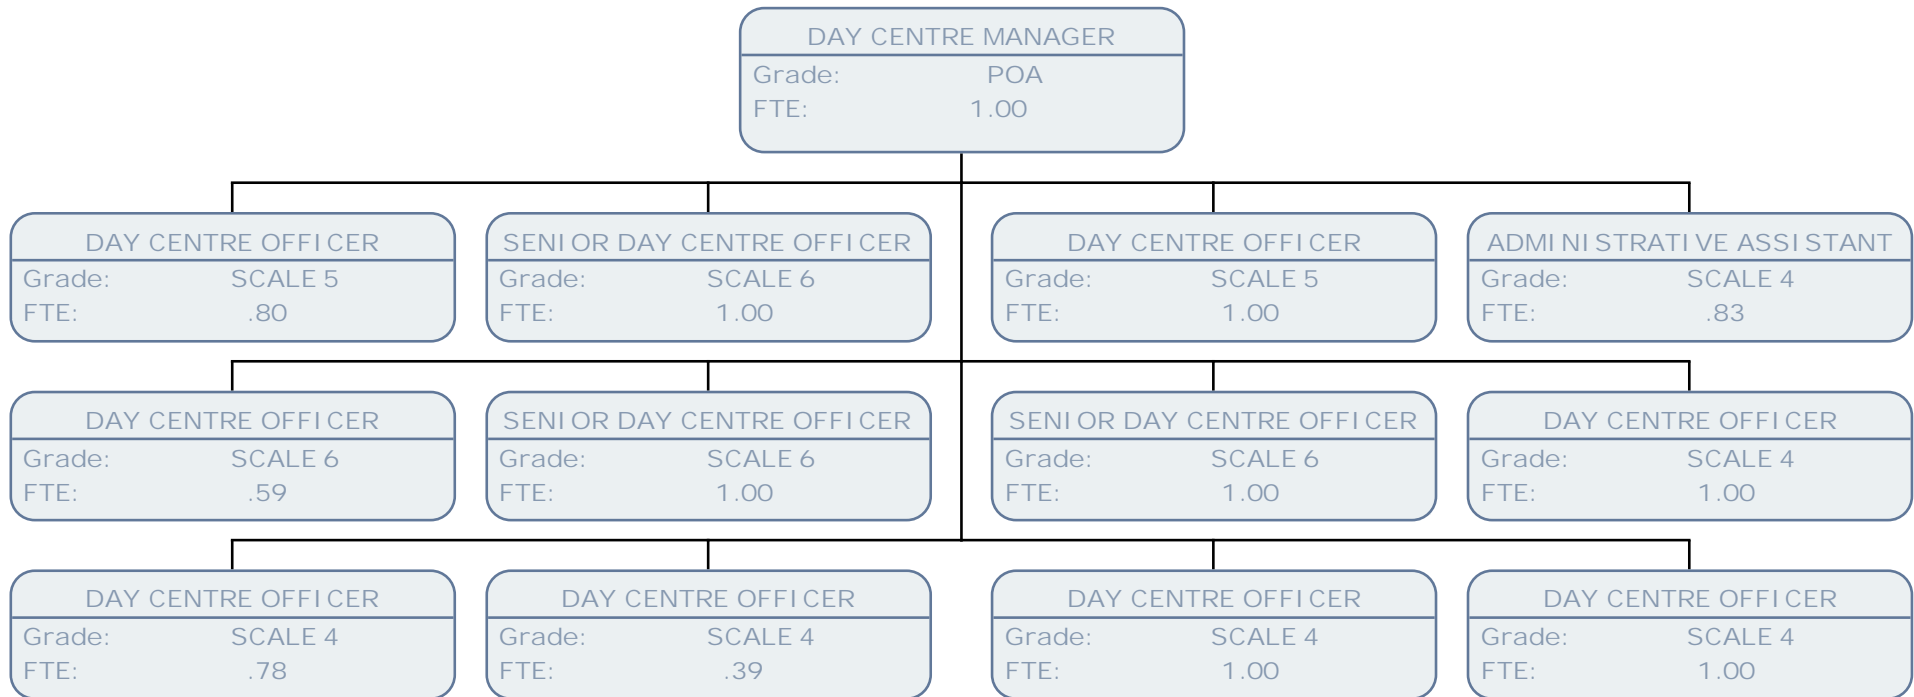 DAY CENTRE MANAGER
Grade: POA
FTE: 1.00
DAY CENTRE OFFICER
Grade: SCALE 5
FTE: .80
SENIOR DAY CENTRE OFFICER
Grade: SCALE 6
FTE: 1.00
DAY CENTRE OFFICER
Grade: SCALE 5
FTE: 1.00
ADMINISTRATIVE ASSISTANT
Grade: SCALE 4
FTE: .83
DAY CENTRE OFFICER
Grade: SCALE 6
FTE: .59
SENIOR DAY CENTRE OFFICER
Grade: SCALE 6
FTE: 1.00
SENIOR DAY CENTRE OFFICER
Grade: SCALE 6
FTE: 1.00
DAY CENTRE OFFICER
Grade: SCALE 4
FTE: 1.00
DAY CENTRE OFFICER
Grade: SCALE 4
FTE: .78
DAY CENTRE OFFICER
Grade: SCALE 4
FTE: .39
DAY CENTRE OFFICER
Grade: SCALE 4
FTE: 1.00
DAY CENTRE OFFICER
Grade: SCALE 4
FTE: 1.00